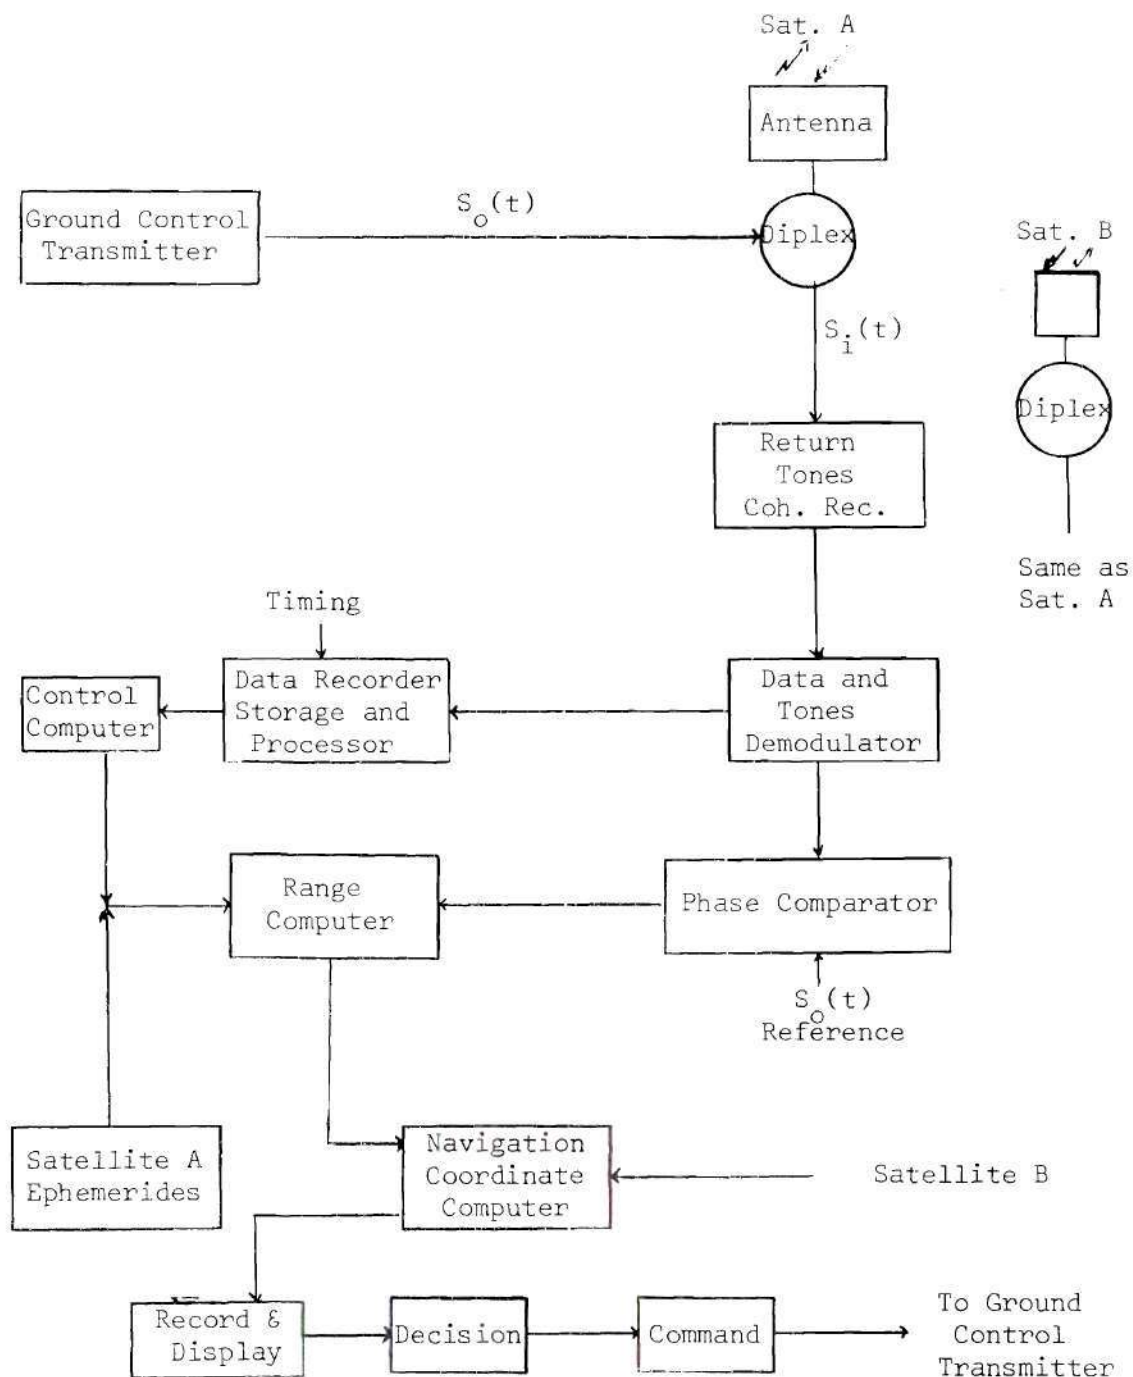 Sat. A
Antenna
Ground Control
Transmitter
So(t)
Diplex
Sat. B
Si(t)
Diplex
Return
Tones
Coh. Rec.
Same as
Sat. A
Timing
Control
Computer
Data Recorder
Storage and
Processor
Data and
Tones
Demodulator
Range
Computer
Phase Comparator
So(t)
Reference
Satellite A
Ephemerides
Navigation
Coordinate
Computer
Satellite B
Record &
Display
Decision
Command
To Ground
Control
Transmitter